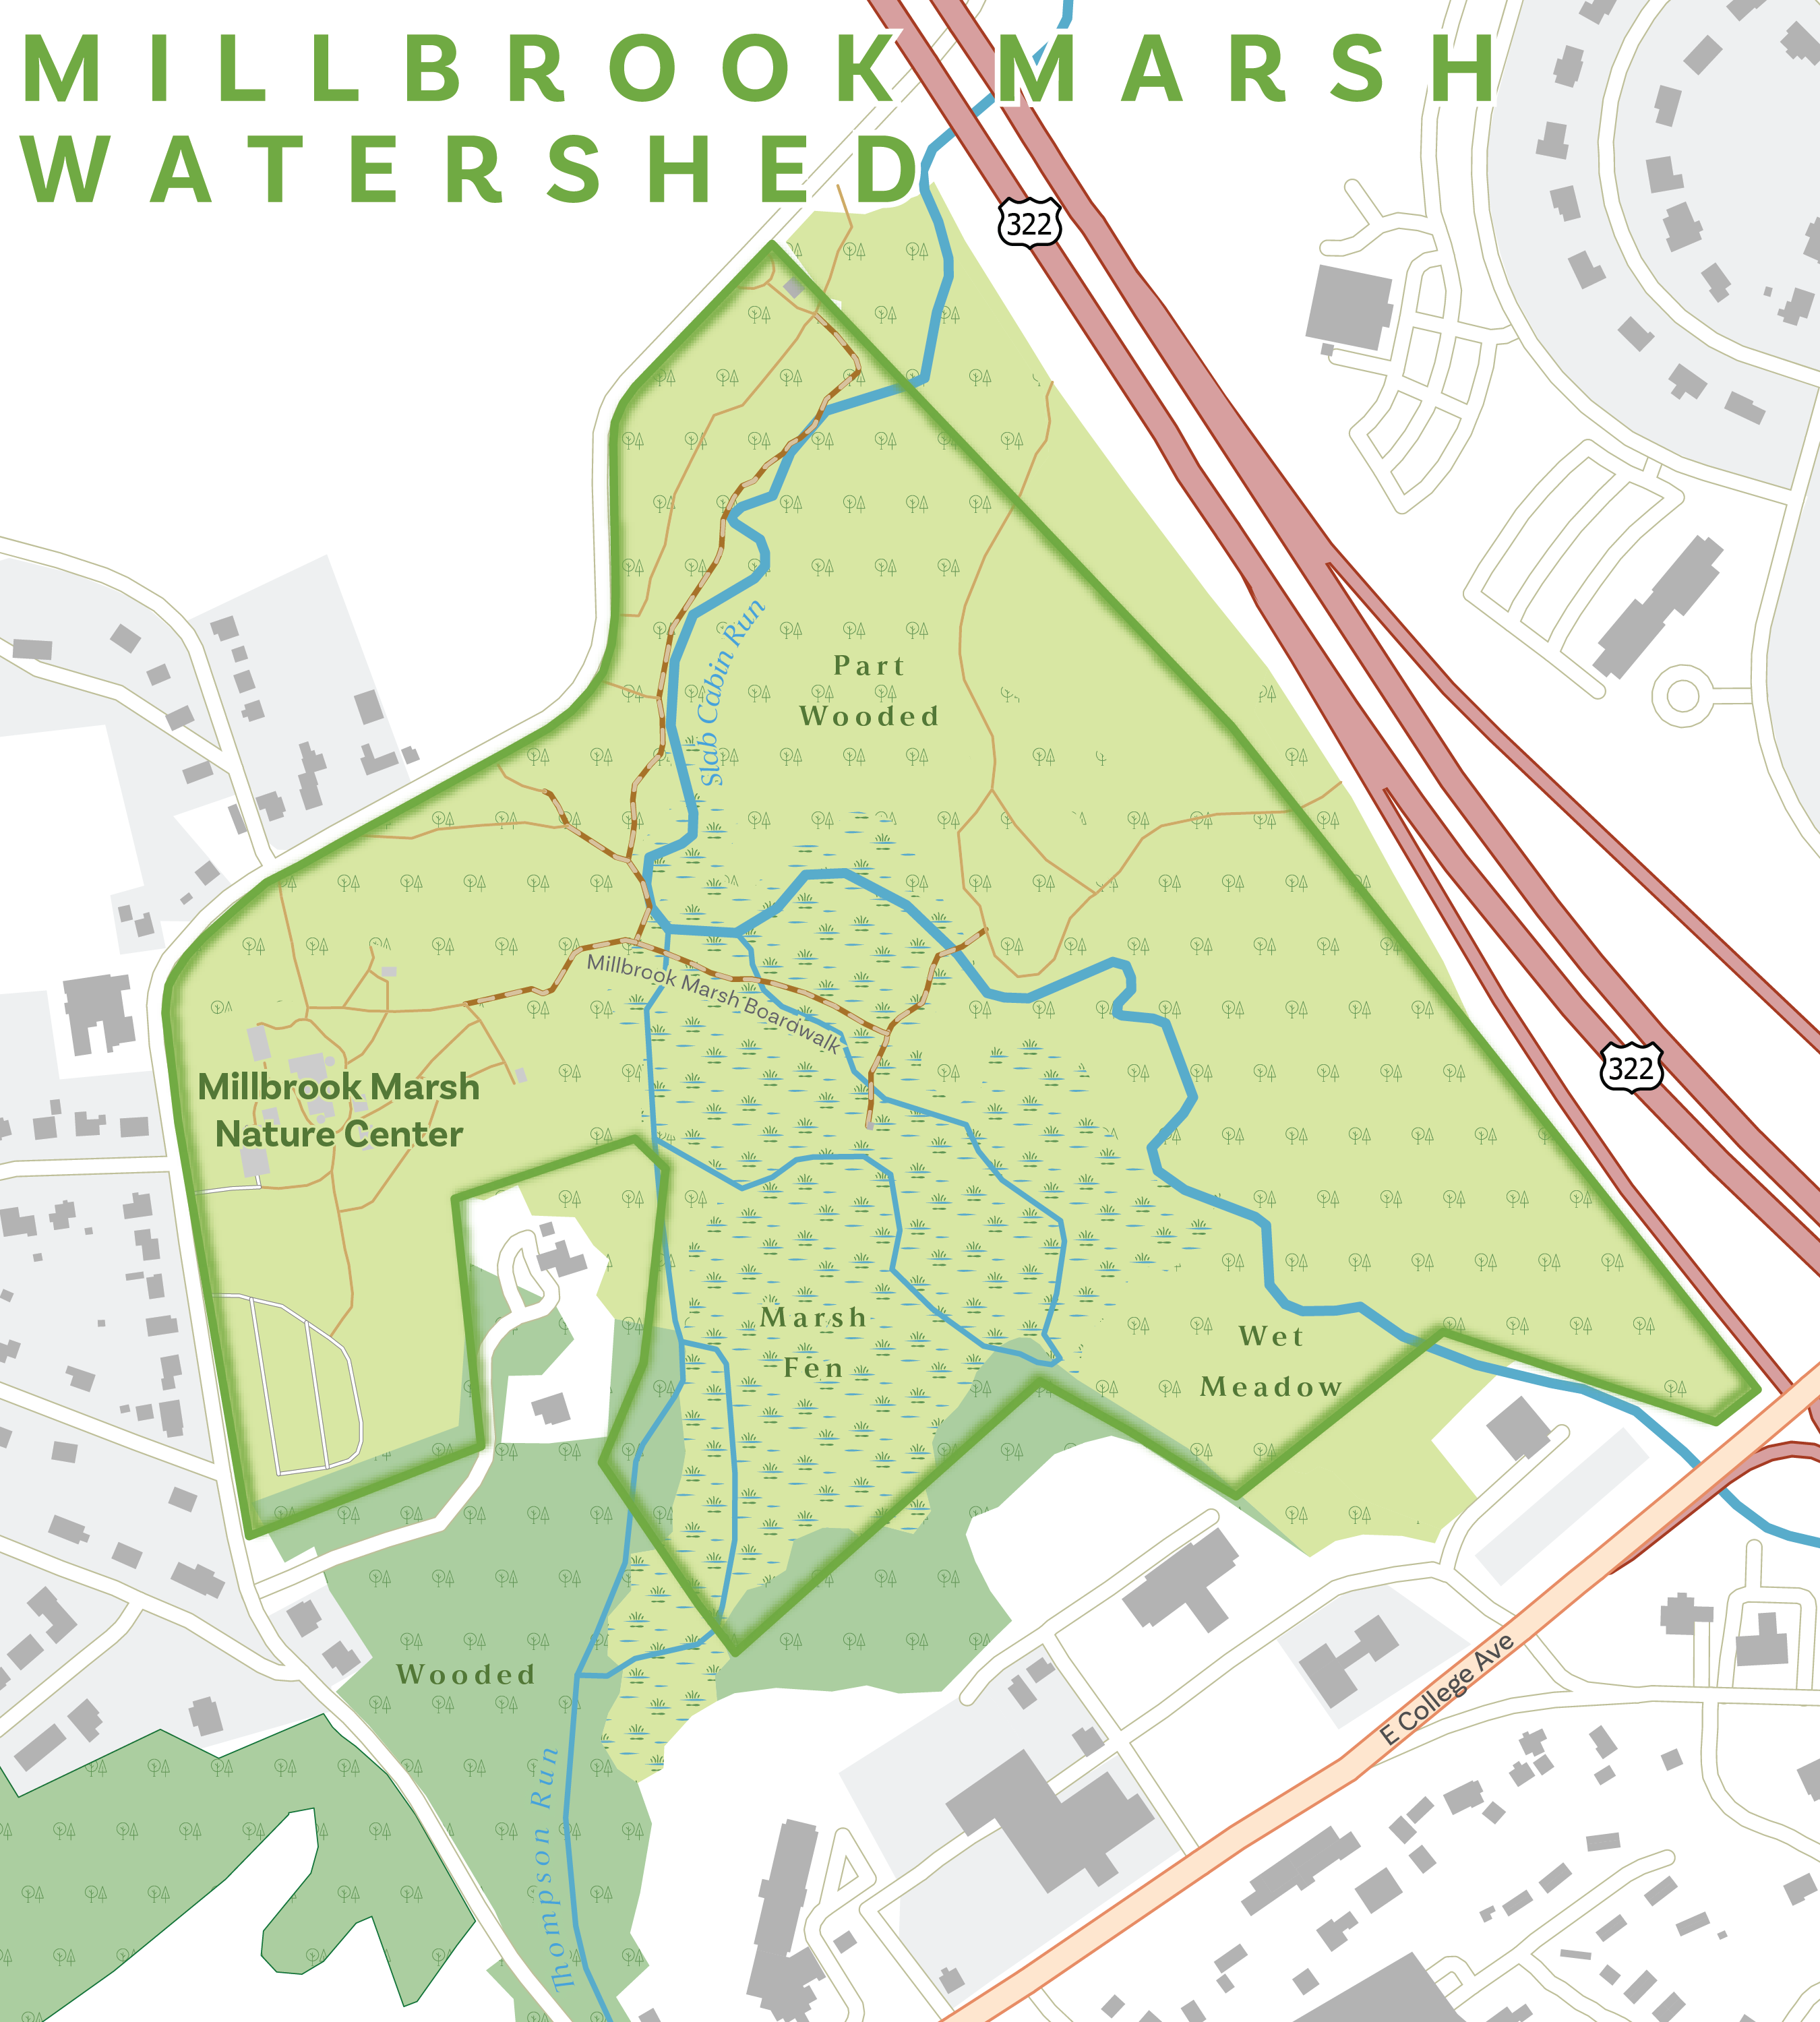 MILLBROOK MARSH
WATERSHED
322
Slab Cabin Run
Part
Wooded
Millbrook Marsh Boardwalk
322
Millbrook Marsh
Nature Center
Marsh
Fen
Wet
Meadow
Wooded
E College Ave
Thompson Run